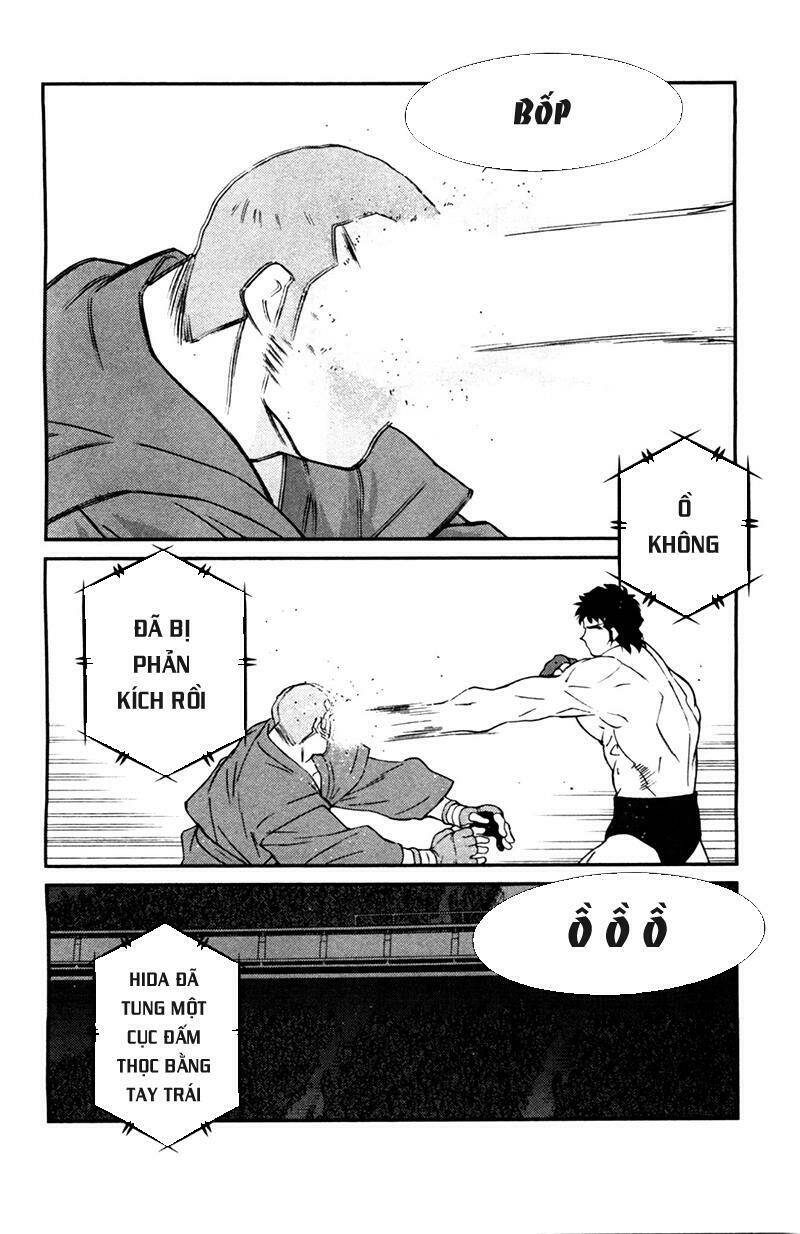 BỐP
Ồ
KHÔNG
ĐÃ BỊ
PHẢN
KÍCH RỒI
Ồ Ồ Ồ
HIDA ĐÃ
TUNG MỘT
CỤC ĐẤM
THỌC BẰNG
TAY TRÁI